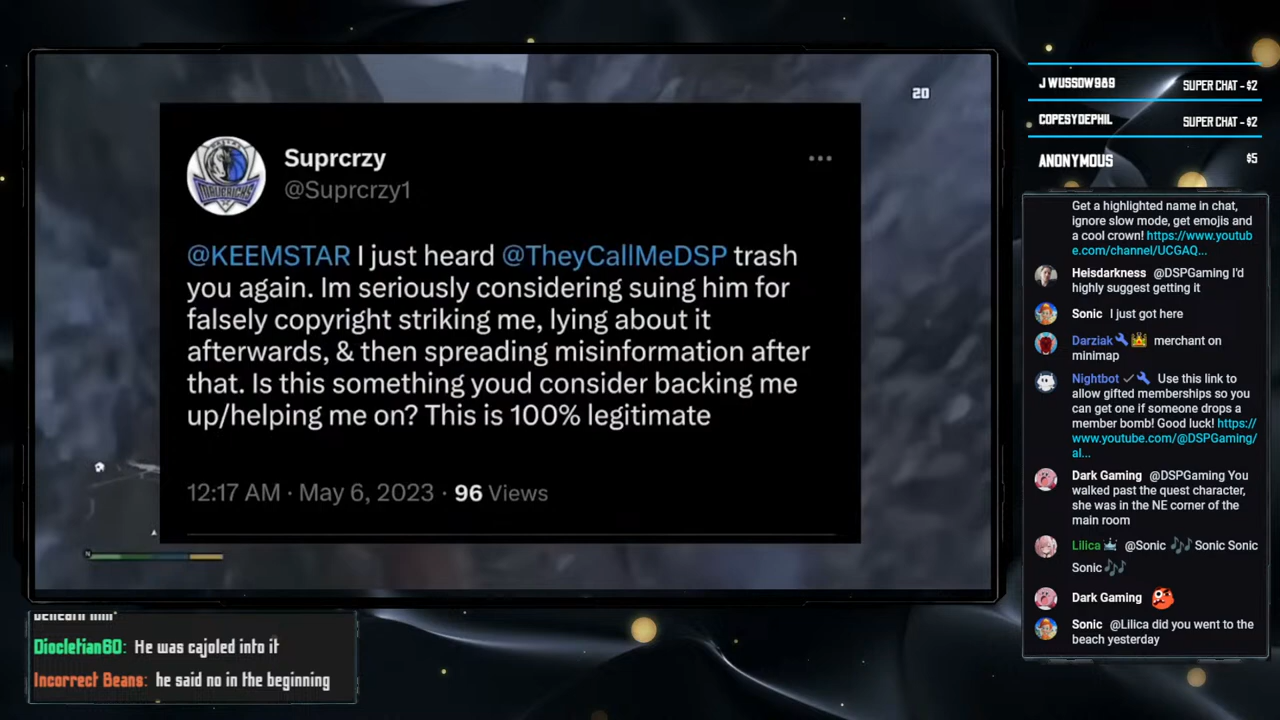 20
Suprcrzy
@Suprcrzy1
@KEEMSTAR I just heard @TheyCallMeDSP trash
you again. Im seriously considering suing him for
falsely copyright striking me, lying about it
afterwards, & then spreading misinformation after
that. Is this something youd consider backing me
up/helping me on? This is 100% legitimate
12:17 AM · May 6, 2023 · 96 Views
N
Diocletian60: He was cajoled into it
Incorrect Beans: he said no in the beginning
J WUSSOW989 SUPER CHAT - $2
COPESYDEPHIL SUPER CHAT - $2
ANONYMOUS $5
Get a highlighted name in chat,
ignore slow mode, get emojis and
a cool crown! https://www.youtub
e.com/channel/UCGAQ...
Heisdarkness @DSPGaming I'd
highly suggest getting it
Sonic I just got here
Darziak merchant on
minimap
Nightbot Use this link to
allow gifted memberships so you
can get one if someone drops a
member bomb! Good luck! https://
www.youtube.com/@DSPGaming/
al...
Dark Gaming @DSPGaming You
walked past the quest character,
she was in the NE corner of the
main room
Lilica @Sonic 🎶 Sonic Sonic
Sonic 🎶
Dark Gaming
Sonic @Lilica did you went to the
beach yesterday